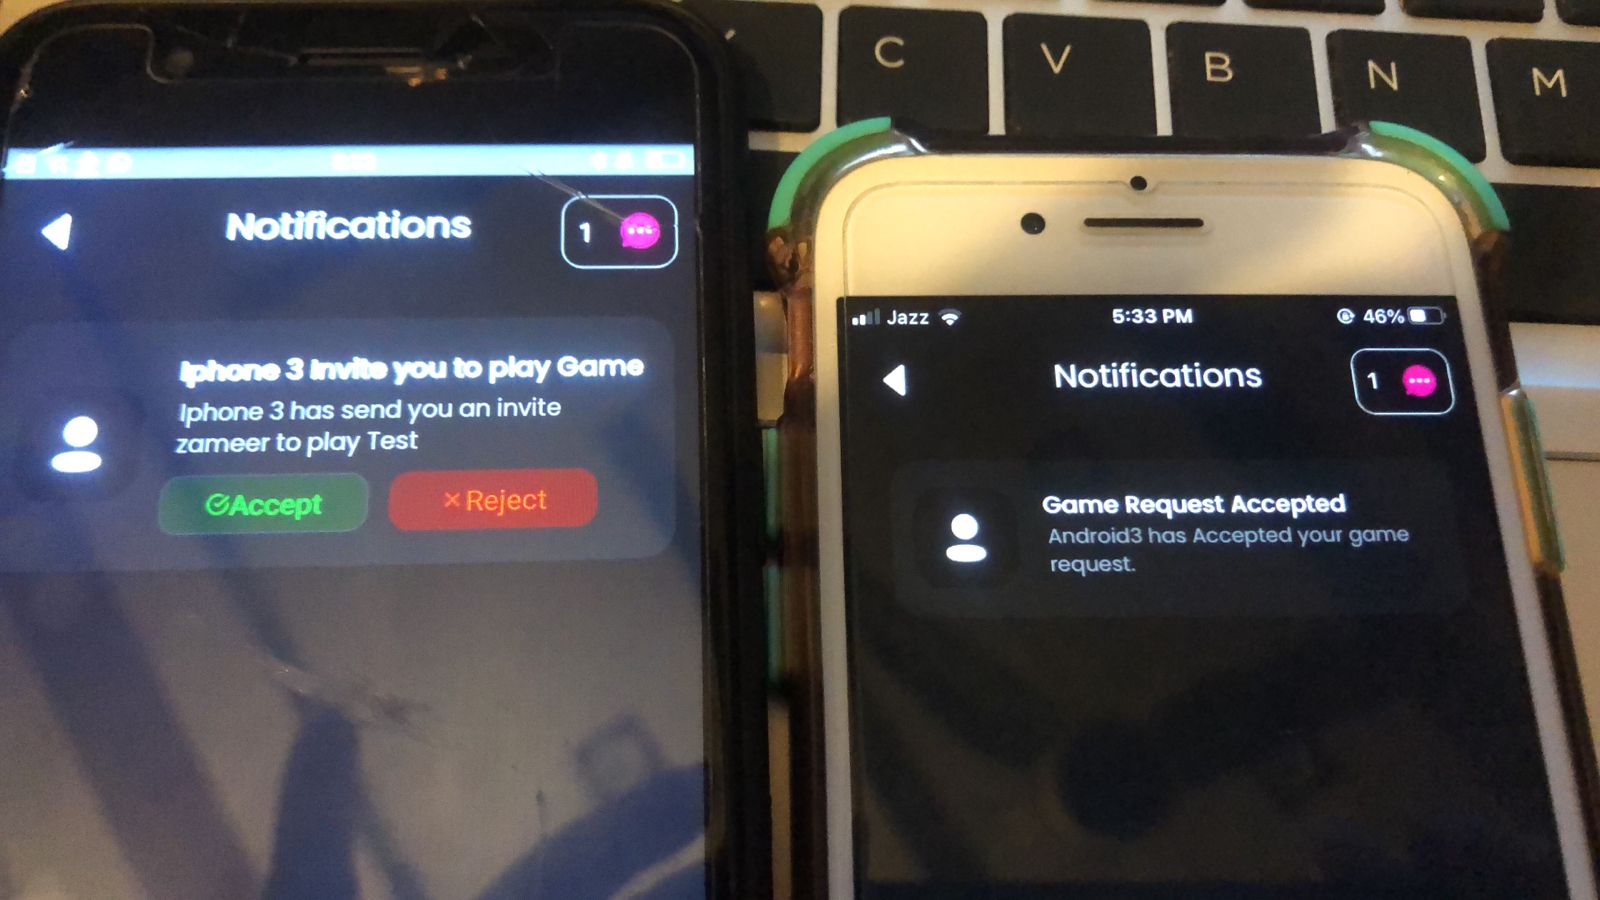 C V B N M
Notifications
1
Iphone 3 Invite you to play Game
Iphone 3 has send you an invite
zameer to play Test
Accept
Reject
Jazz
5:33 PM
46%
Notifications
1
Game Request Accepted
Android3 has Accepted your game
request.